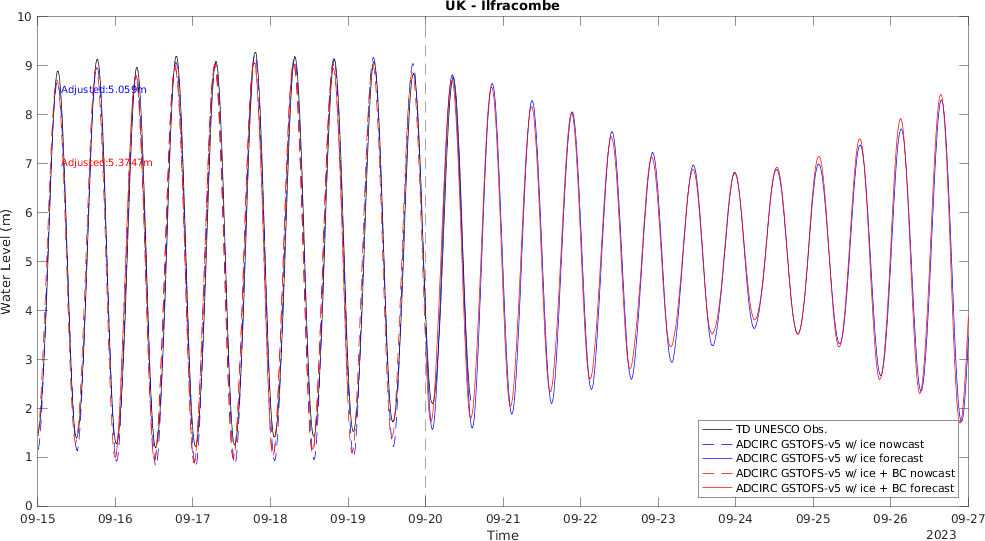 UK - Ilfracombe
10
9
8
7
6
5
4
3
2
1
0
Water Level (m)
Adjusted:5.059m
Adjusted:5.3747m
TD UNESCO Obs.
ADCIRC GSTOFS-v5 w/ ice nowcast
ADCIRC GSTOFS-v5 w/ ice forecast
ADCIRC GSTOFS-v5 w/ ice + BC nowcast
ADCIRC GSTOFS-v5 w/ ice + BC forecast
09-15 09-16 09-17 09-18 09-19 09-20 09-21 09-22 09-23 09-24 09-25 09-26 09-27
Time
2023